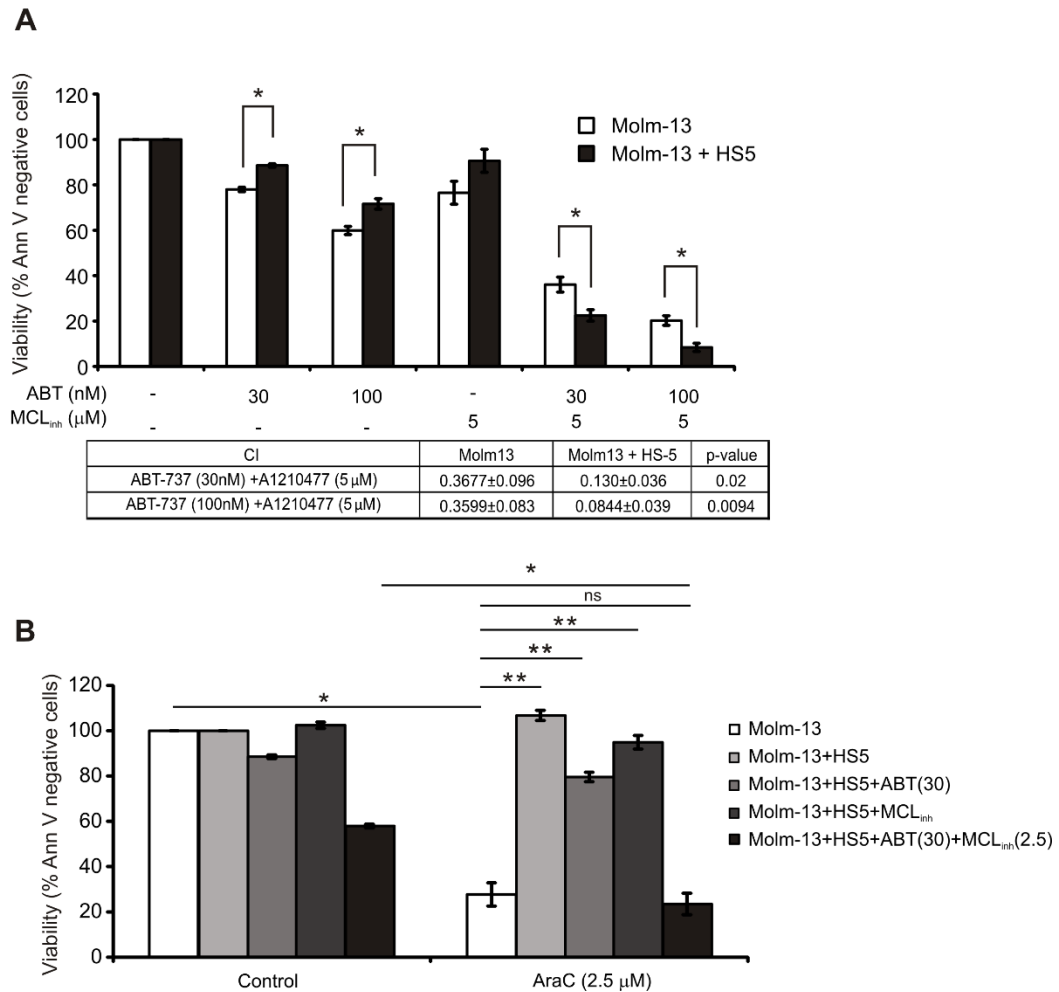 A
Viability (% Ann V negative cells)
120
100
80
60
40
20
0
*
*
*
*
Molm-13
Molm-13 + HS5
ABT (nM) - 30 100 - 30 100
MCLinh (μM) - - - 5 5 5
CI Molm13 Molm13 + HS-5 p-value
ABT-737 (30nM) +A1210477 (5 μM) 0.3677±0.096 0.130±0.036 0.02
ABT-737 (100nM) +A1210477 (5 μM) 0.3599±0.083 0.0844±0.039 0.0094
B
Viability (% Ann V negative cells)
120
100
80
60
40
20
0
*
ns
**
**
**
*
Molm-13
Molm-13+HS5
Molm-13+HS5+ABT(30)
Molm-13+HS5+MCLinh
Molm-13+HS5+ABT(30)+MCLinh(2.5)
Control
AraC (2.5 μM)